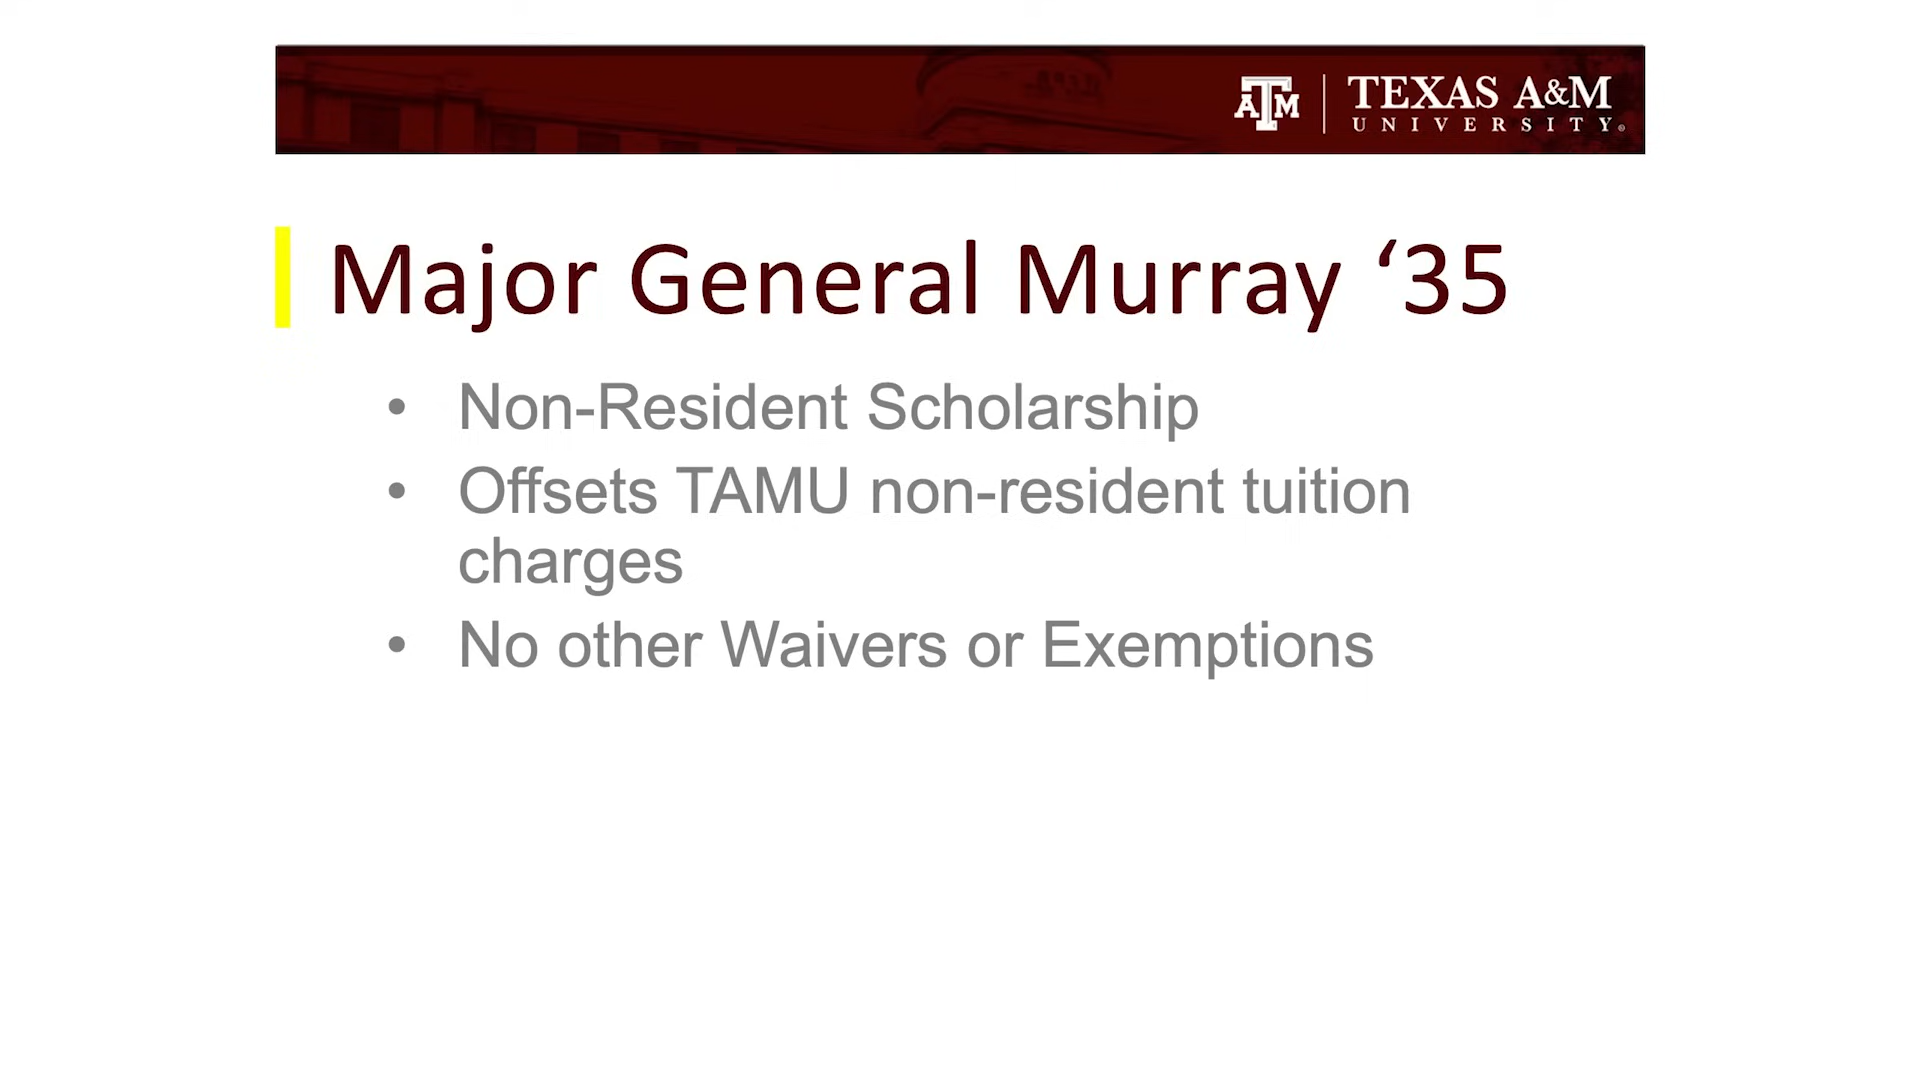 ATM
TEXAS A&M
UNIVERSITY®
Major General Murray ‘35
• Non-Resident Scholarship
• Offsets TAMU non-resident tuition
charges
• No other Waivers or Exemptions